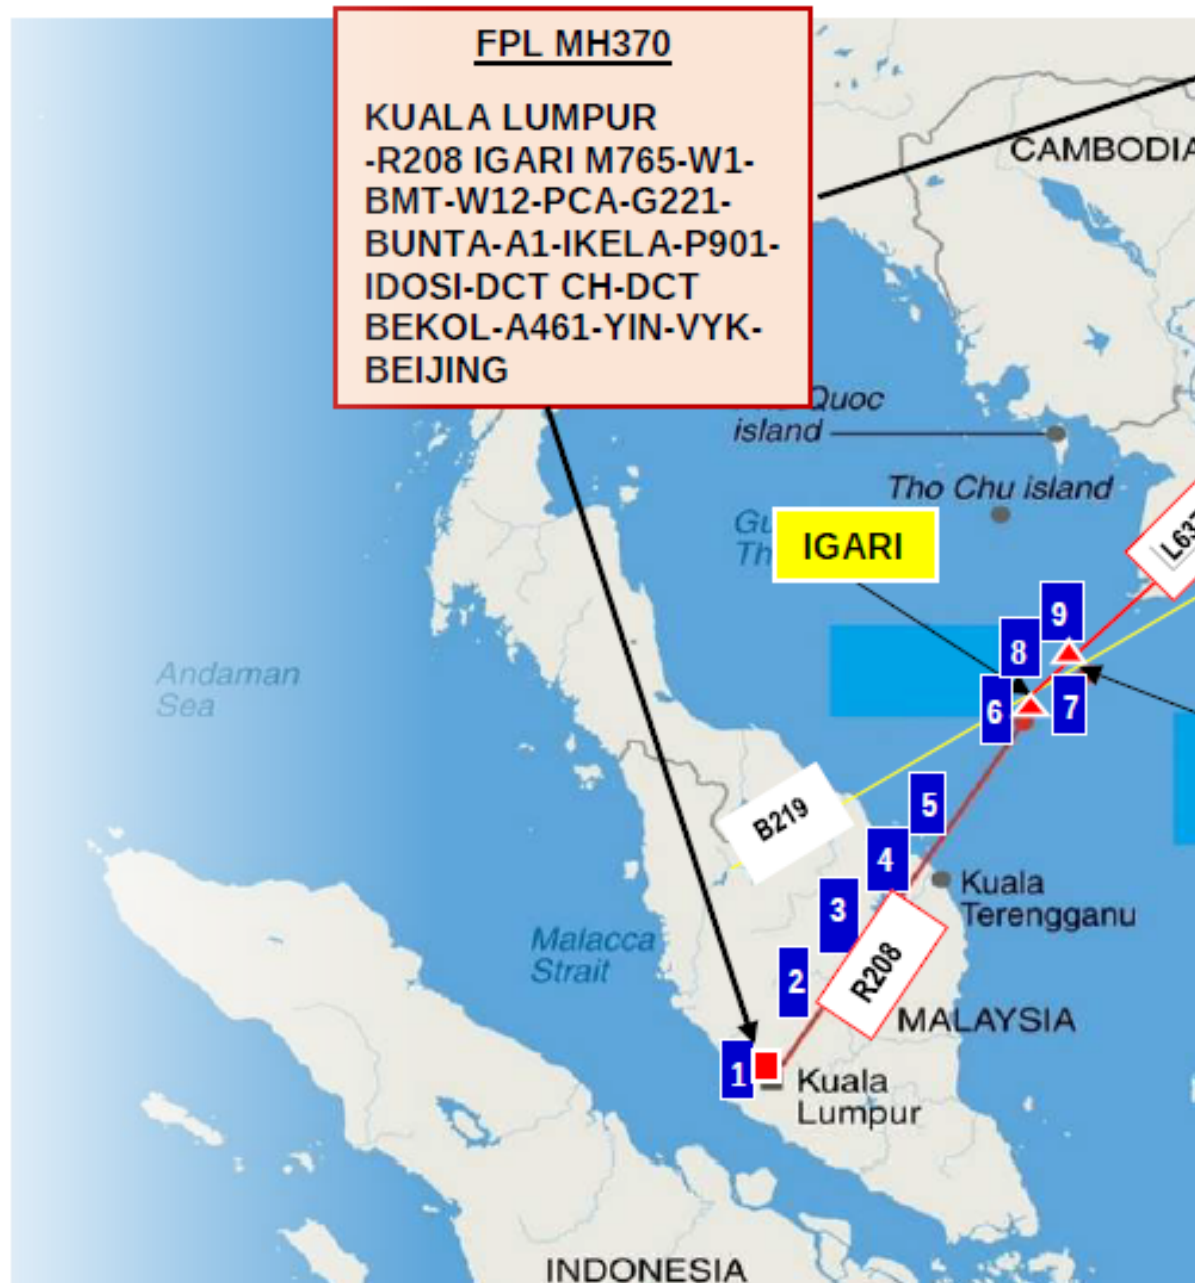 FPL MH370
KUALA LUMPUR
-R208 IGARI M765-W1-
BMT-W12-PCA-G221-
BUNTA-A1-IKELA-P901-
IDOSI-DCT CH-DCT
BEKOL-A461-YIN-VYK-
BEIJING
CAMBODIA
Quoc
island
Tho Chu island
L637
IGARI
9
8
Andaman
Sea
6
7
5
B219
4
Kuala
Terengganu
3
Malacca
Strait
2
R208
MALAYSIA
1
Kuala
Lumpur
INDONESIA